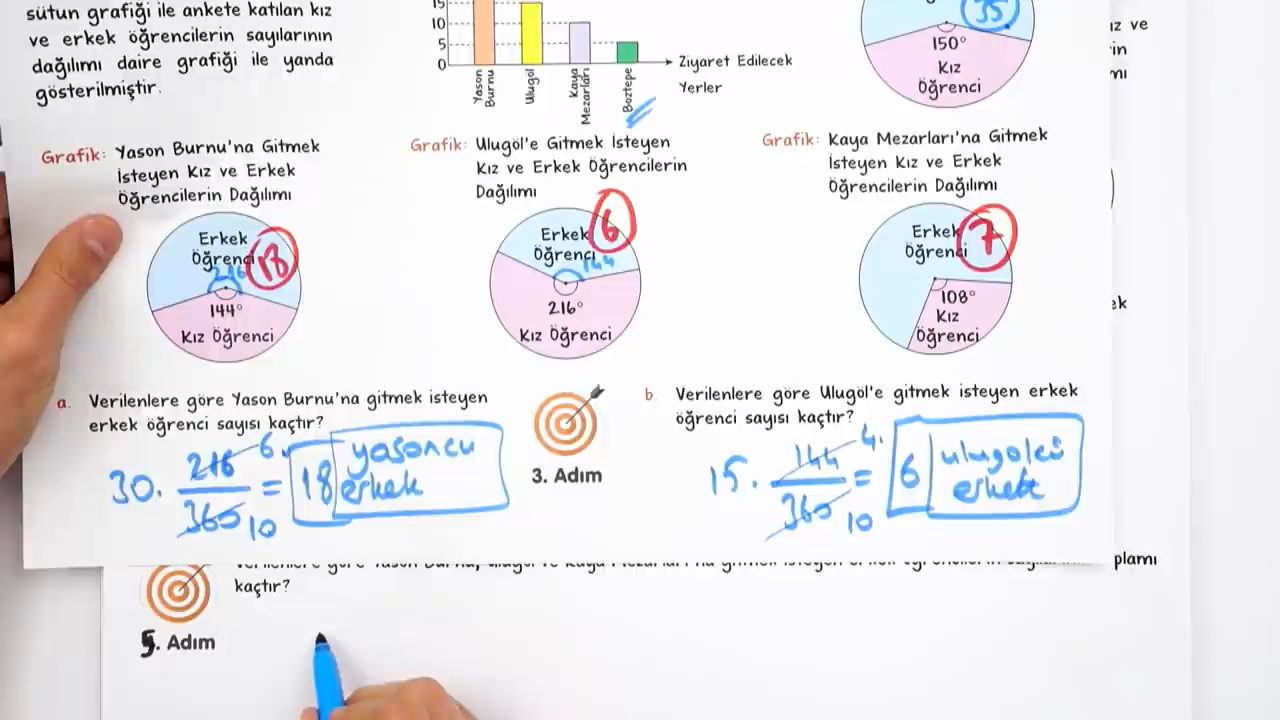 sütun grafiği ile ankete katılan kız
ve erkek öğrencilerin sayılarının
dağılımı daire grafiği ile yanda
gösterilmiştir.
15
10
5
0
Yason Burnu
Ulugöl
Kaya Mezarları
Boztepe
Ziyaret Edilecek
Yerler
35
150°
Kız
Öğrenci
ız ve
in
mı
Grafik: Yason Burnu'na Gitmek
İsteyen Kız ve Erkek
Öğrencilerin Dağılımı
Erkek
Öğrenci
18
216
144°
Kız Öğrenci
Grafik: Ulugöl'e Gitmek İsteyen
Kız ve Erkek Öğrencilerin
Dağılımı
Erkek
Öğrenci
6
144
216°
Kız Öğrenci
Grafik: Kaya Mezarları'na Gitmek
İsteyen Kız ve Erkek
Öğrencilerin Dağılımı
Erkek
Öğrenci
7
108°
Kız
Öğrenci
ek
a. Verilenlere göre Yason Burnu'na gitmek isteyen
erkek öğrenci sayısı kaçtır?
30. 216 6. / 360 10 = 18 yasoncu
erkek
3. Adım
b. Verilenlere göre Ulugöl'e gitmek isteyen erkek
öğrenci sayısı kaçtır?
15. 144 4. / 360 10 = 6 ulugölcü
erkek
plamı
kaçtır?
5. Adım